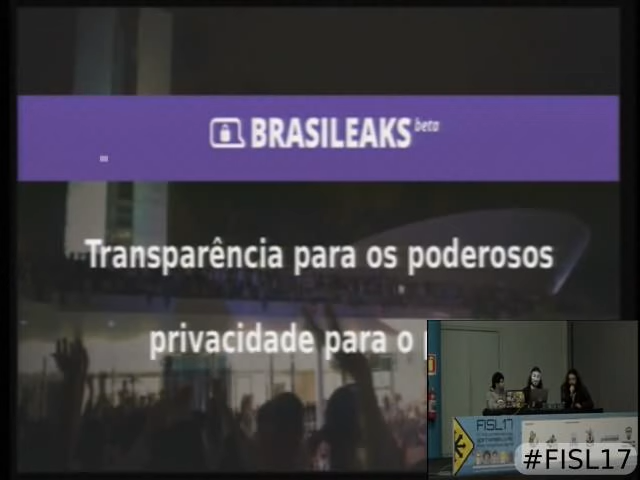 BRASILEAKS beta
Transparência para os poderosos
privacidade para o
FISL17
#FISL17